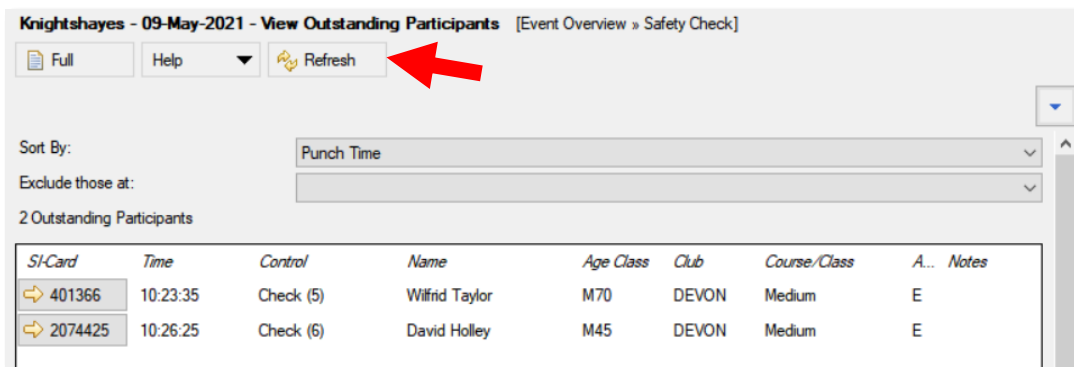 Knightshayes - 09-May-2021 - View Outstanding Participants [Event Overview » Safety Check]
Full Help Refresh
Sort By: Punch Time
Exclude those at:
2 Outstanding Participants
SI-Card Time Control Name Age Class Club Course/Class A... Notes
401366 10:23:35 Check (5) Wilfrid Taylor M70 DEVON Medium E
2074425 10:26:25 Check (6) David Holley M45 DEVON Medium E